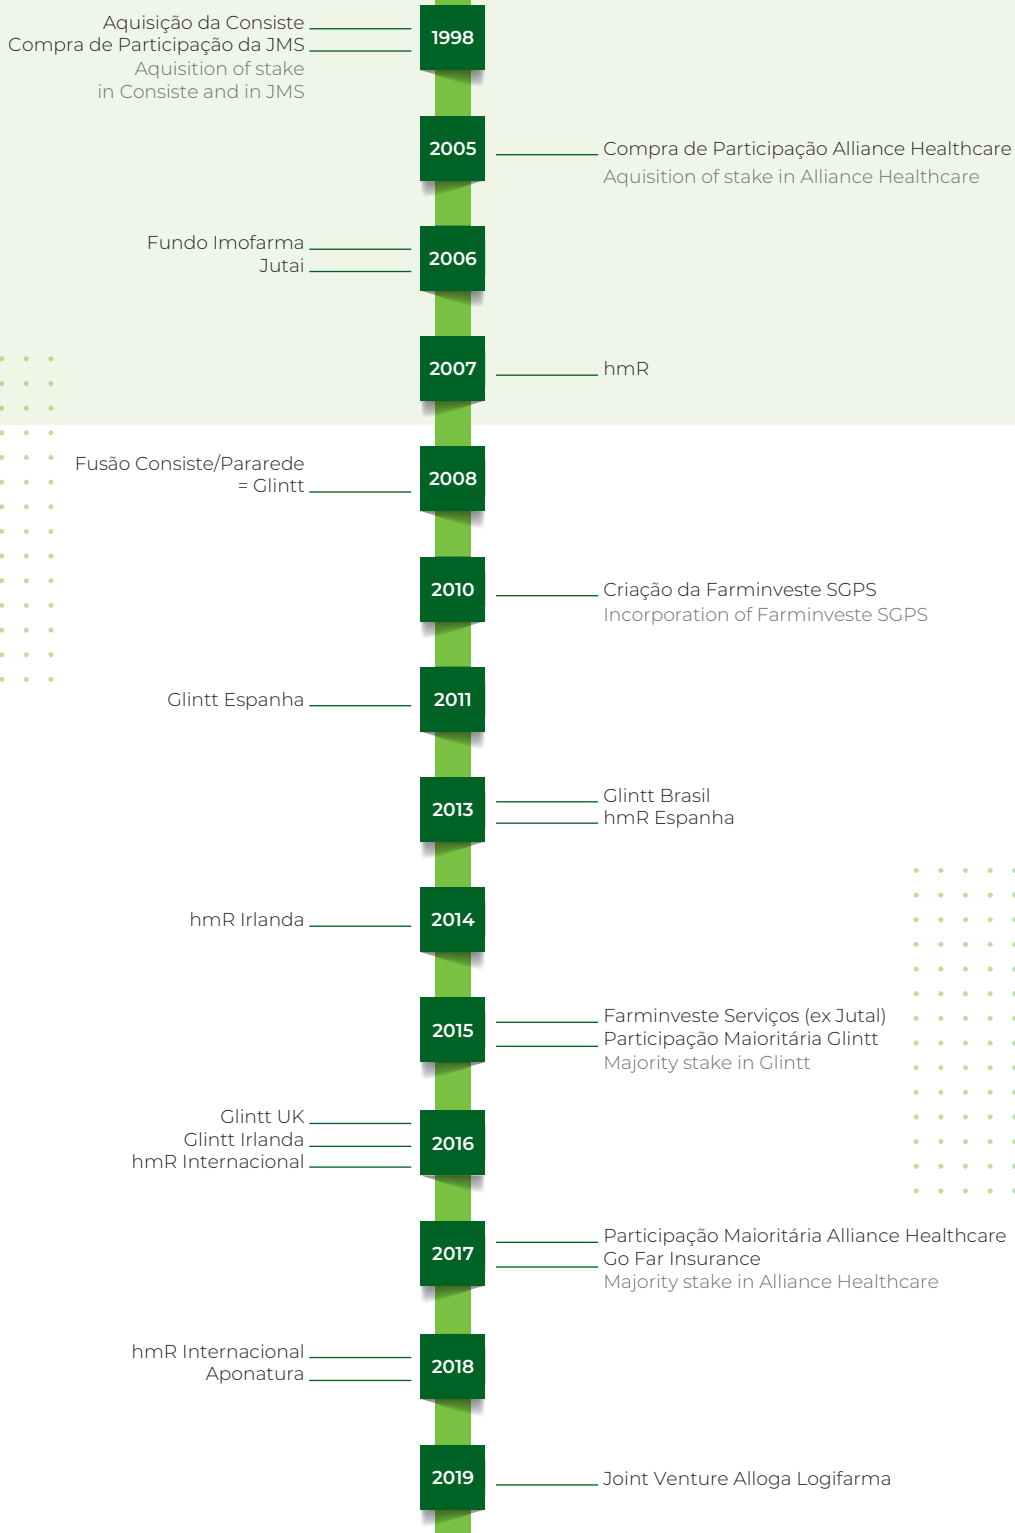 Aquisição da Consiste
Compra de Participação da JMS
Aquisition of stake
in Consiste and in JMS
1998
2005
Compra de Participação Alliance Healthcare
Aquisition of stake in Alliance Healthcare
Fundo Imofarma
Jutai
2006
2007
hmR
Fusão Consiste/Pararede
= Glintt
2008
2010
Criação da Farminveste SGPS
Incorporation of Farminveste SGPS
Glintt Espanha
2011
2013
Glintt Brasil
hmR Espanha
hmR Irlanda
2014
2015
Farminveste Serviços (ex Jutal)
Participação Maioritária Glintt
Majority stake in Glintt
Glintt UK
Glintt Irlanda
hmR Internacional
2016
2017
Participação Maioritária Alliance Healthcare
Go Far Insurance
Majority stake in Alliance Healthcare
hmR Internacional
Aponatura
2018
2019
Joint Venture Alloga Logifarma